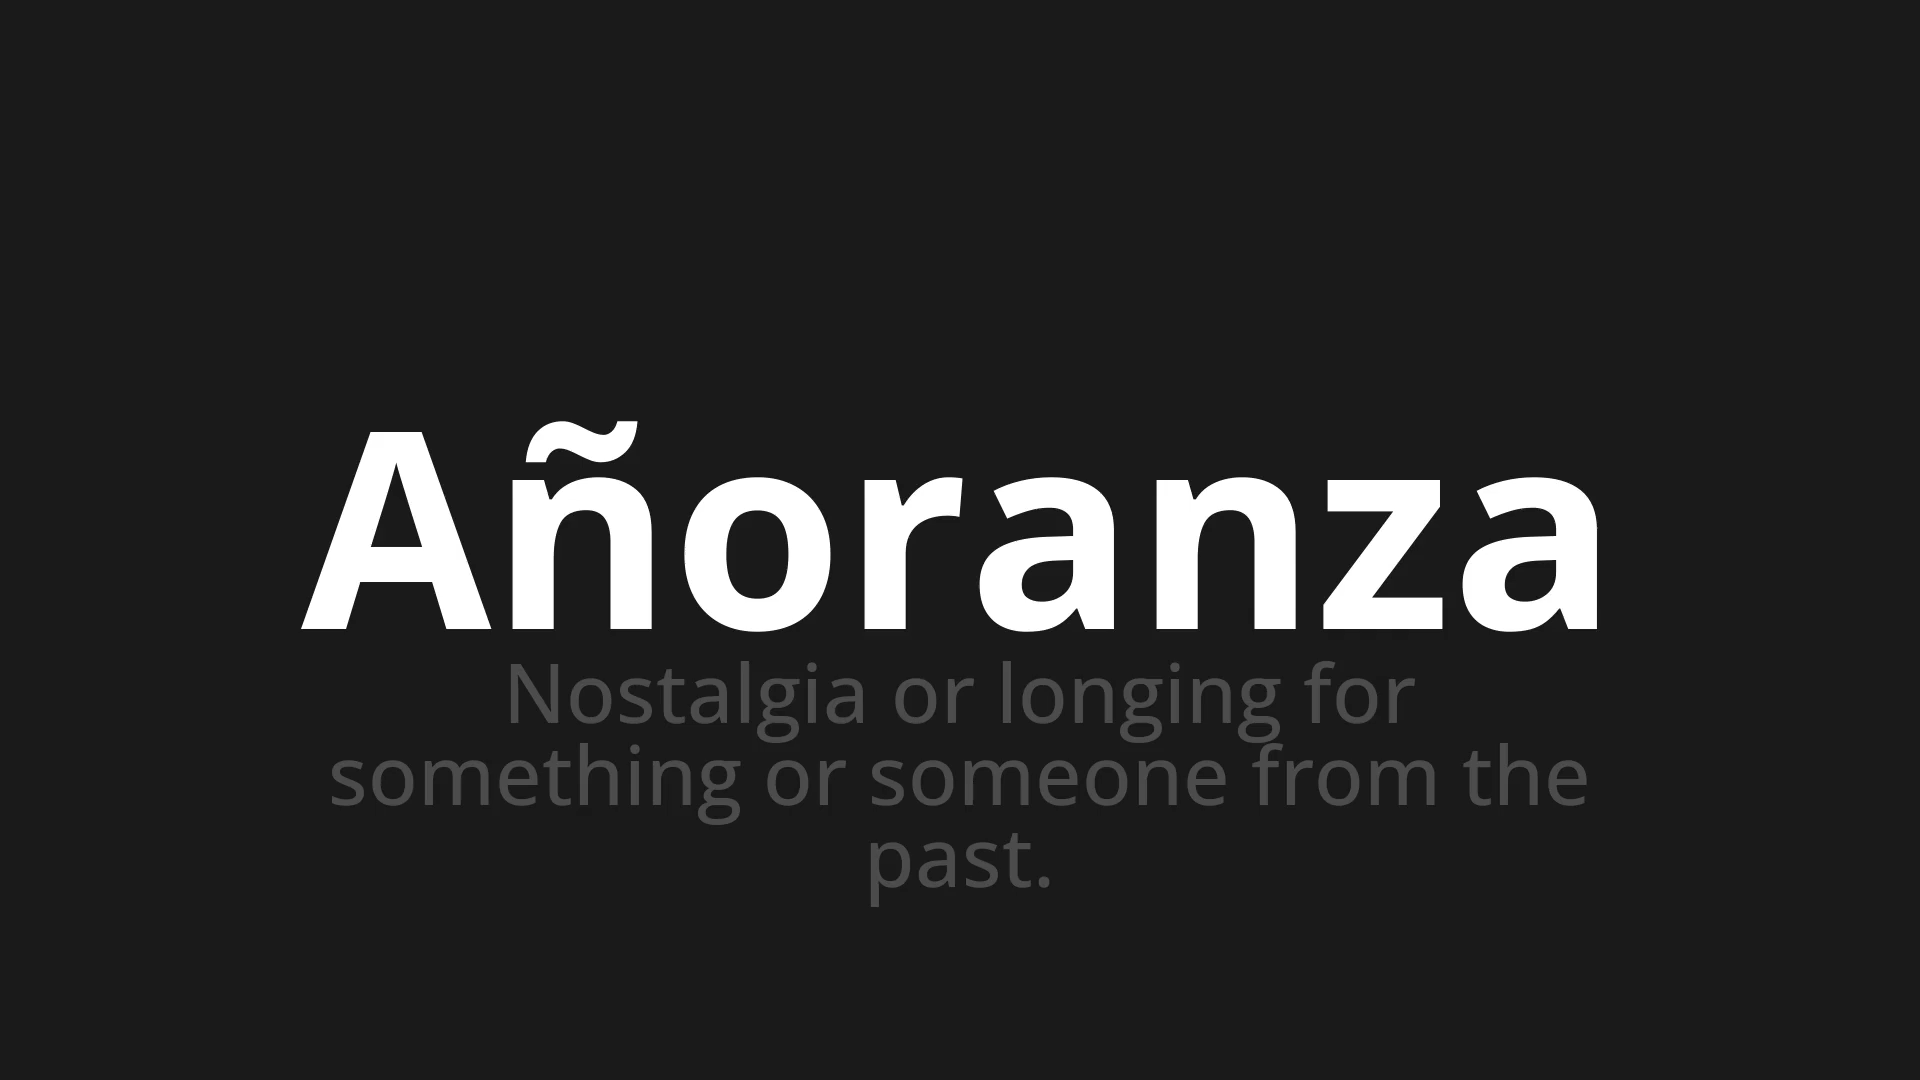 Añoranza
Nostalgia or longing for
something or someone from the
past.